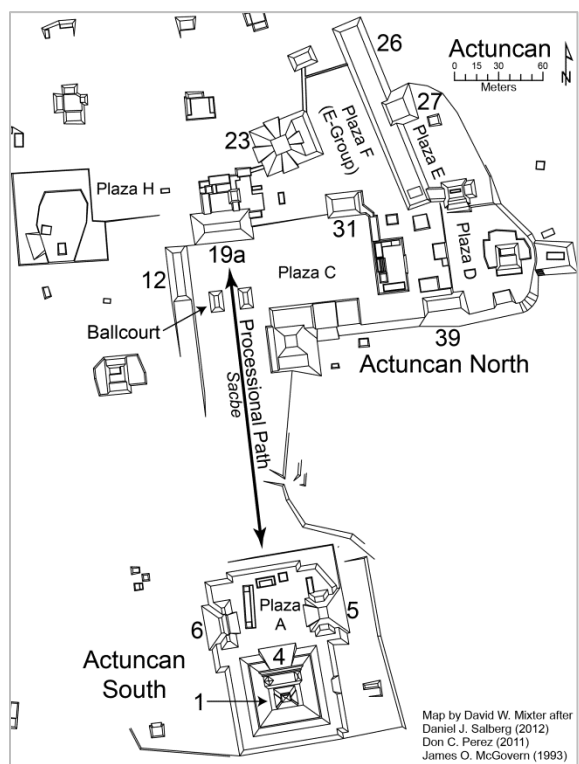 Actucan
0 15 30 60
Meters
N
26
27
23
Plaza F
(E-Group)
Plaza E
Plaza H
31
19a
12
Plaza C
Plaza D
Ballcourt
39
Actuncan North
Processional Path
Sacbe
Plaza
A
5
6
4
Actuncan
South
1
Map by David W. Mixter after
Daniel J. Salberg (2012)
Don C. Perez (2011)
James O. McGovern (1993)